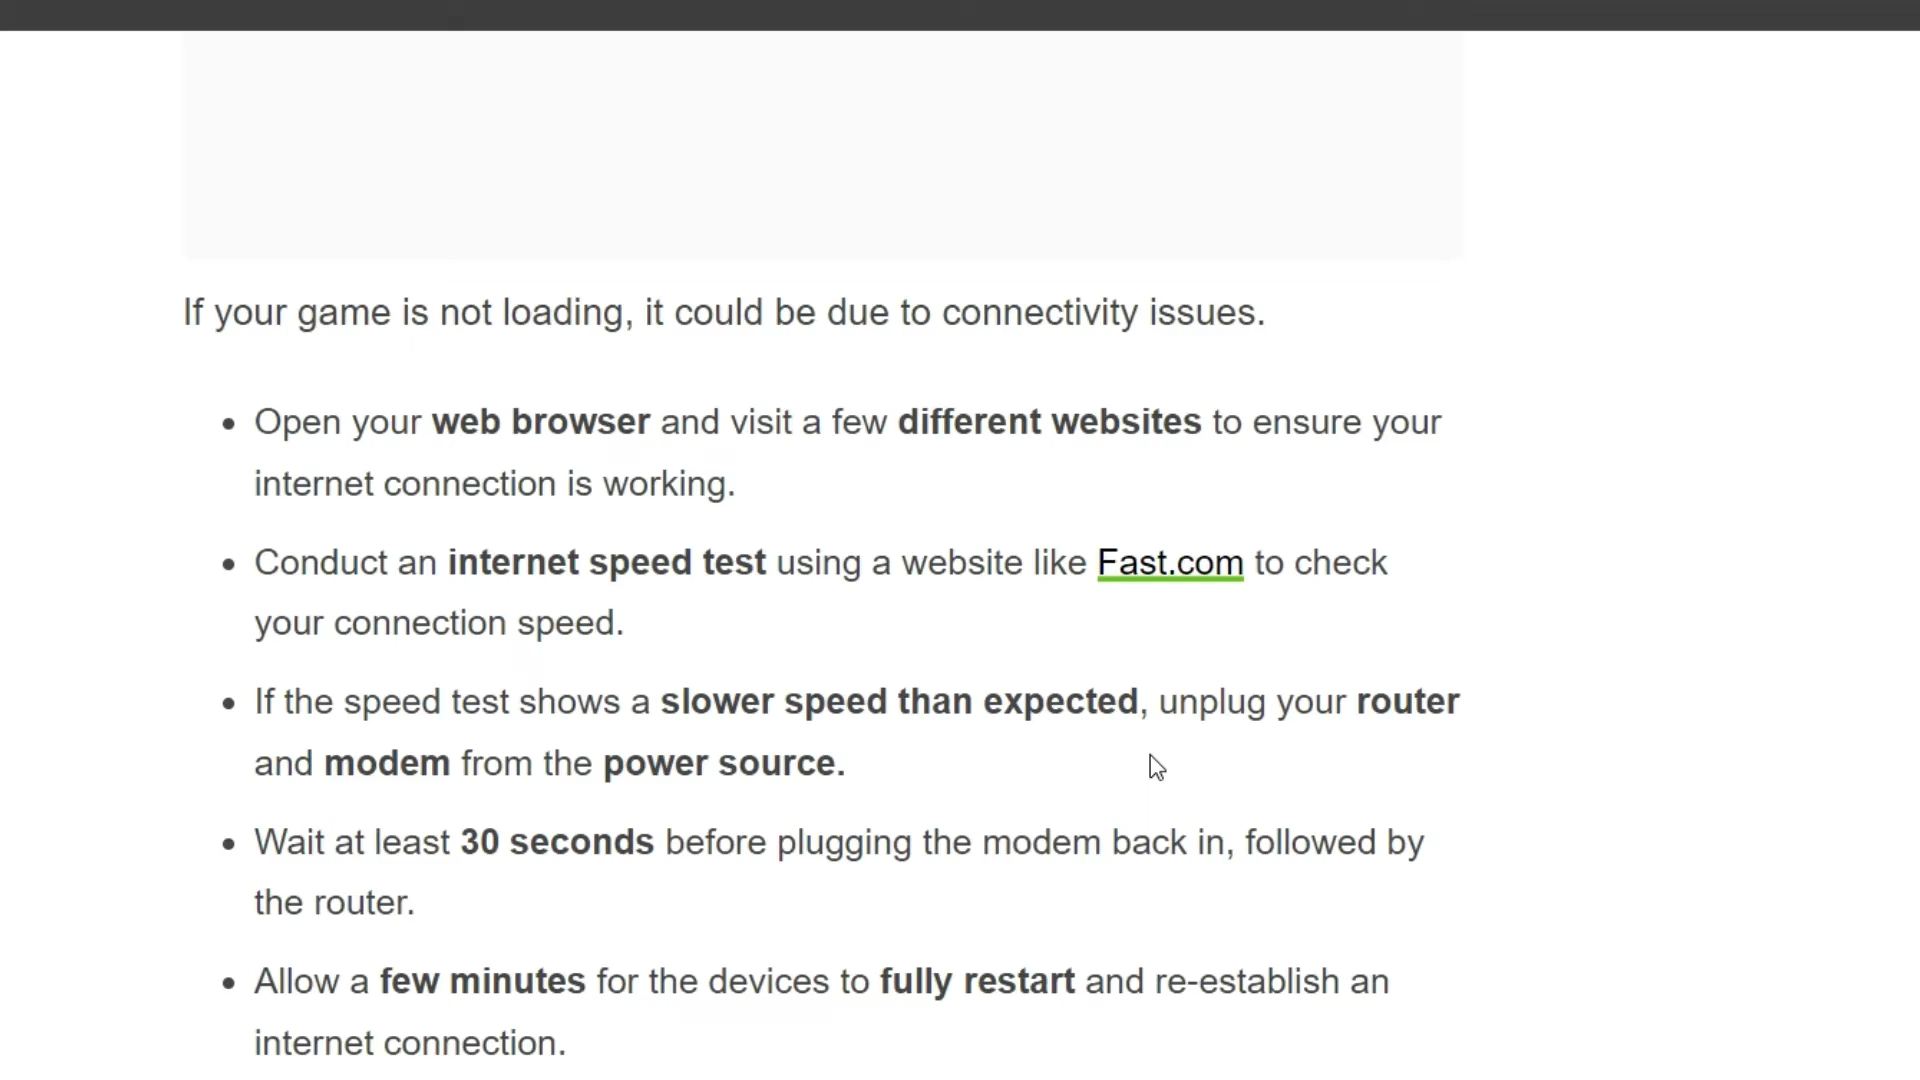 If your game is not loading, it could be due to connectivity issues.
• Open your web browser and visit a few different websites to ensure your
internet connection is working.
• Conduct an internet speed test using a website like Fast.com to check
your connection speed.
• If the speed test shows a slower speed than expected, unplug your router
and modem from the power source.
• Wait at least 30 seconds before plugging the modem back in, followed by
the router.
• Allow a few minutes for the devices to fully restart and re-establish an
internet connection.